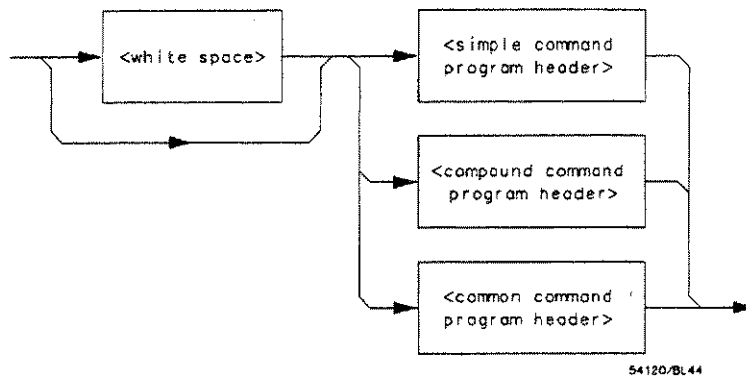 <white space>
<simple command
program header>
<compound command
program header>
<common command
program header>
54120/BL44